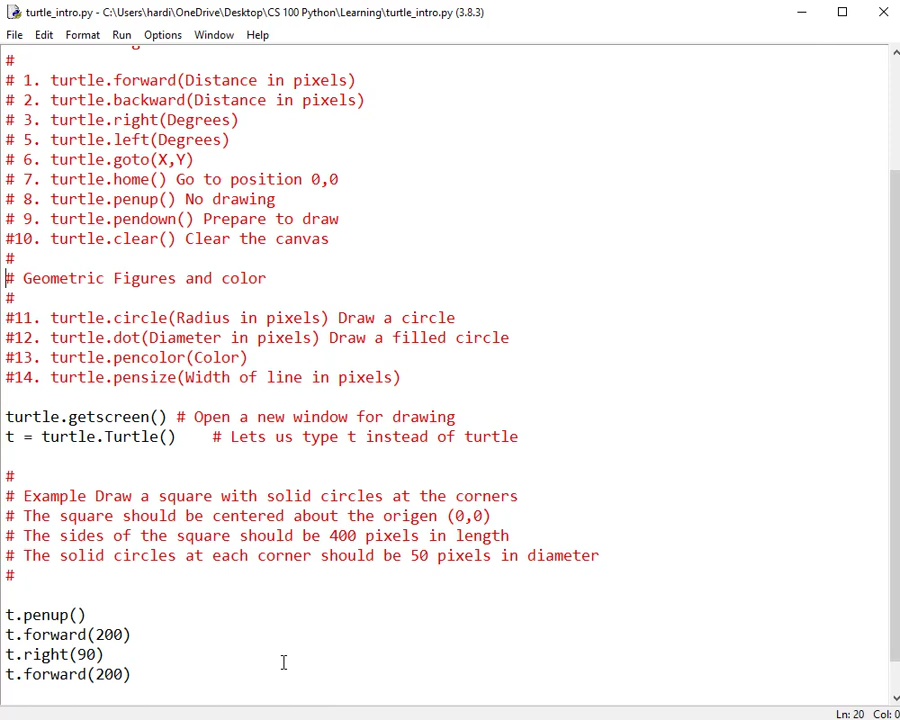 turtle_intro.py - C:\Users\hardi\OneDrive\Desktop\CS 100 Python\Learning\turtle_intro.py (3.8.3)
File Edit Format Run Options Window Help
#
# 1. turtle.forward(Distance in pixels)
# 2. turtle.backward(Distance in pixels)
# 3. turtle.right(Degrees)
# 5. turtle.left(Degrees)
# 6. turtle.goto(X,Y)
# 7. turtle.home() Go to position 0,0
# 8. turtle.penup() No drawing
# 9. turtle.pendown() Prepare to draw
#10. turtle.clear() Clear the canvas
#
# Geometric Figures and color
#
#11. turtle.circle(Radius in pixels) Draw a circle
#12. turtle.dot(Diameter in pixels) Draw a filled circle
#13. turtle.pencolor(Color)
#14. turtle.pensize(Width of line in pixels)
turtle.getscreen() # Open a new window for drawing
t = turtle.Turtle()    # Lets us type t instead of turtle
#
# Example Draw a square with solid circles at the corners
# The square should be centered about the origen (0,0)
# The sides of the square should be 400 pixels in length
# The solid circles at each corner should be 50 pixels in diameter
#
t.penup()
t.forward(200)
t.right(90)
t.forward(200)
Ln: 20 Col: 0